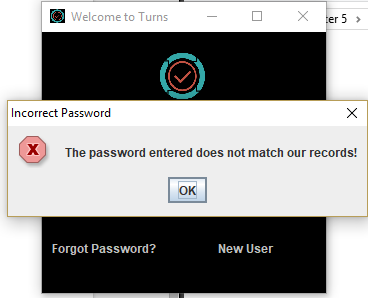 Welcome to Turns
ter 5
Incorrect Password
The password entered does not match our records!
OK
Forgot Password?
New User